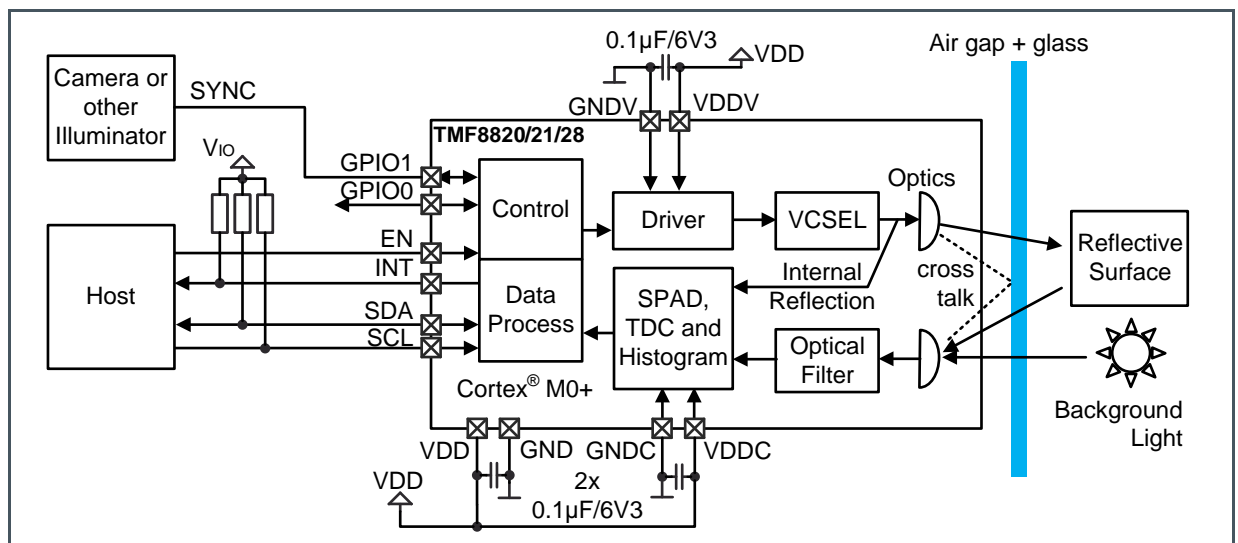 0.1µF/6V3
VDD
Air gap + glass
Camera or
other
Illuminator
SYNC
GNDV
VDDV
TMF8820/21/28
VIO
GPIO1
GPIO0
Control
Driver
VCSEL
Optics
Reflective
Surface
EN
INT
Host
Data
Process
SDA
SCL
Internal
Reflection
cross
talk
SPAD,
TDC and
Histogram
Optical
Filter
Cortex® M0+
Background
Light
VDD
GND
GNDC
VDDC
VDD
2x
0.1µF/6V3